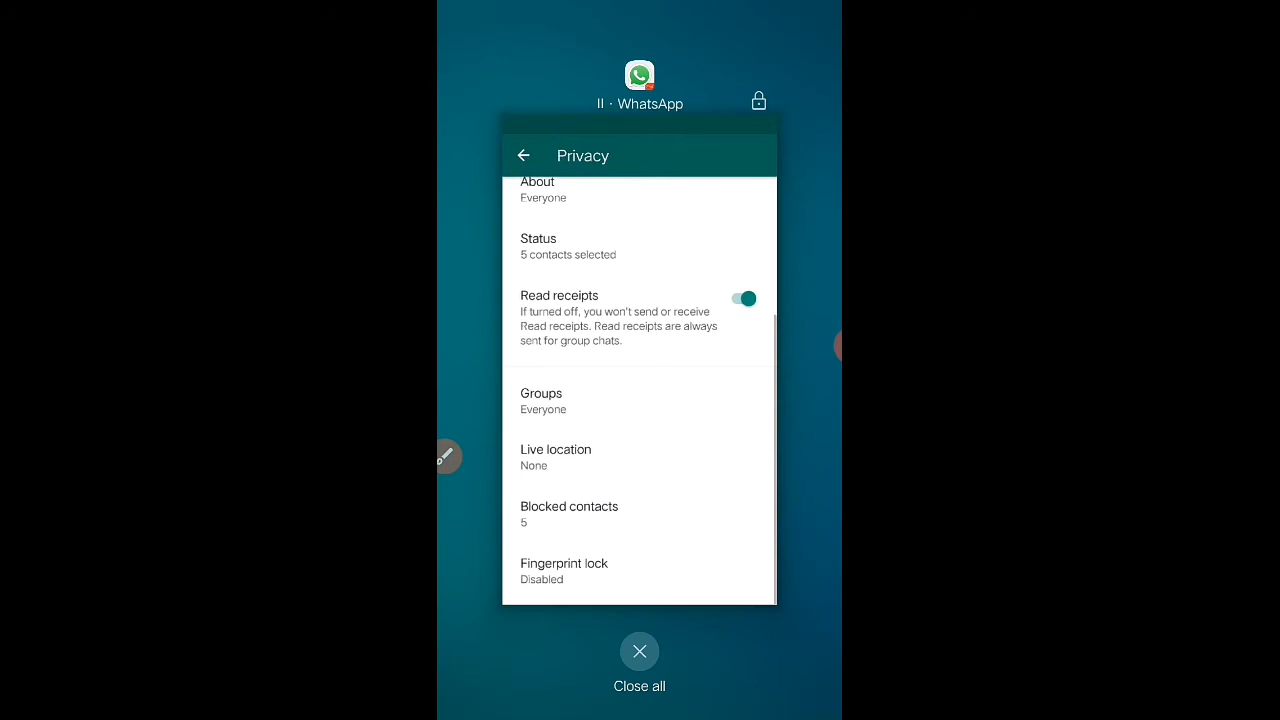 II · WhatsApp
Privacy
About
Everyone
Status
5 contacts selected
Read receipts
If turned off, you won't send or receive
Read receipts. Read receipts are always
sent for group chats.
Groups
Everyone
Live location
None
Blocked contacts
5
Fingerprint lock
Disabled
Close all